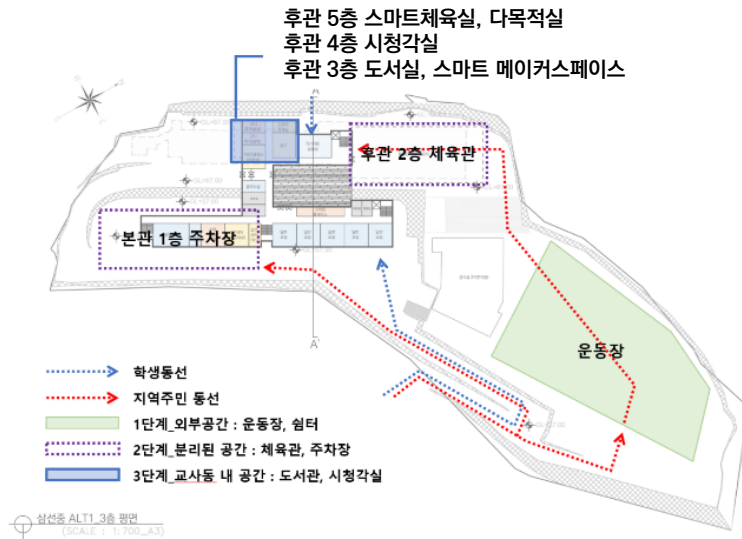 후관 5층 스마트체육실, 다목적실
후관 4층 시청각실
후관 3층 도서실, 스마트 메이커스페이스
후관 2층 체육관
본관 1층 주차장
운동장
A'
학생동선
지역주민 동선
1단계_외부공간 : 운동장, 쉼터
2단계_분리된 공간 : 체육관, 주차장
3단계_교사동 내 공간 : 도서관, 시청각실
삼선중 ALT1_3층 평면
(SCALE : 1:700_A3)